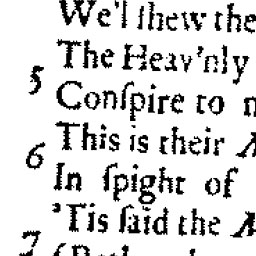 We'l ſhew the
The Heav'nly
5
Conſpire to
6 This is their
In ſpight of
'Tis ſaid the
7